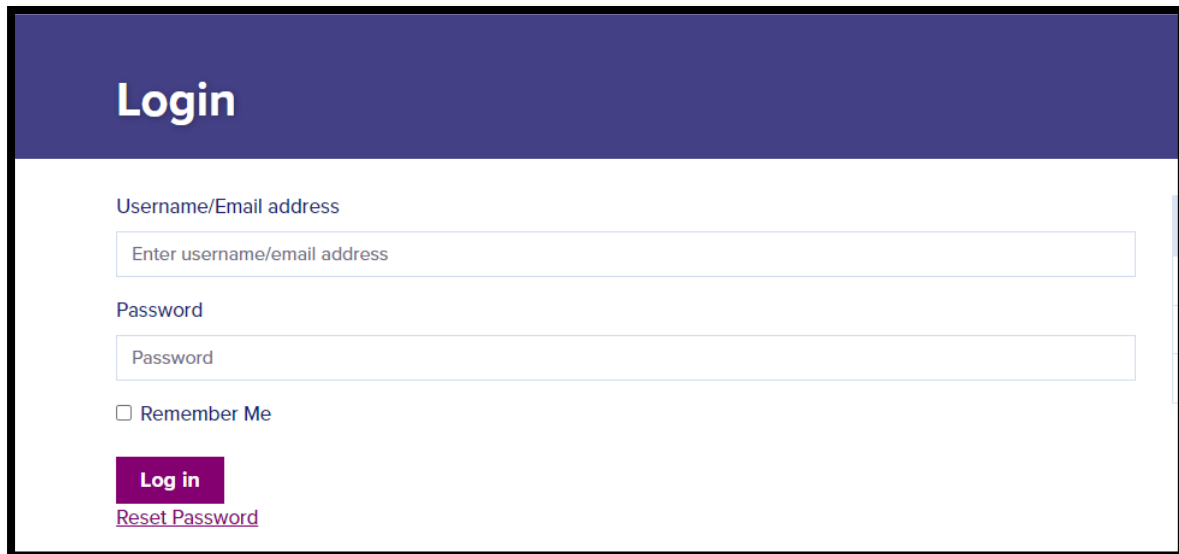 Login
Username/Email address
Enter username/email address
Password
Password
Remember Me
Log in
Reset Password